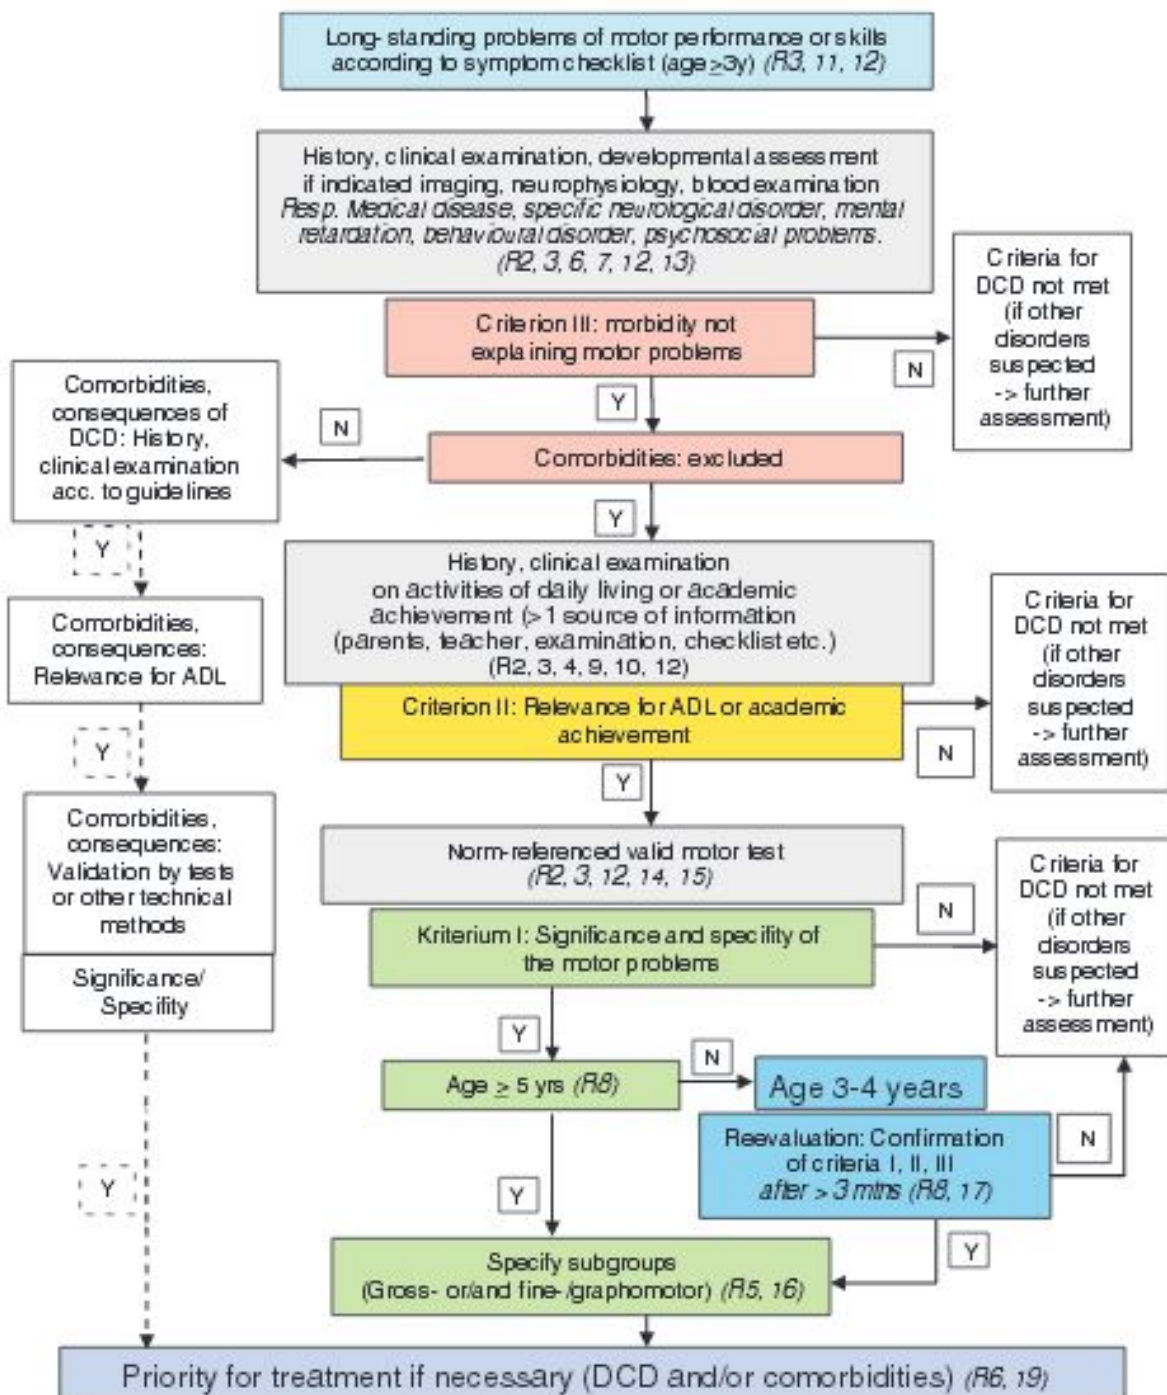 Long-standing problems of motor performance or skills
according to symptom checklist (age ≥3y) (R3, 11, 12)
History, clinical examination, developmental assessment
if indicated imaging, neurophysiology, blood examination
Resp. Medical disease, specific neurological disorder, mental
retardation, behavioural disorder, psychosocial problems.
(R2, 3, 6, 7, 12, 13)
Criterion III: morbidity not
explaining motor problems
N
Criteria for
DCD not met
(if other
disorders
suspected
-> further
assessment)
Y
Comorbidities: excluded
N
Comorbidities,
consequences of
DCD: History,
clinical examination
acc. to guidelines
Y
Comorbidities,
consequences:
Relevance for ADL
Y
Comorbidities,
consequences:
Validation by tests
or other technical
methods
Significance/
Specifity
Y
Y
History, clinical examination
on activities of daily living or academic
achievement (>1 source of information
(parents, teacher, examination, checklist etc.)
(R2, 3, 4, 9, 10, 12)
Criterion II: Relevance for ADL or academic
achievement
N
Criteria for
DCD not met
(if other
disorders
suspected
-> further
assessment)
Y
Norm-referenced valid motor test
(R2, 3, 12, 14, 15)
Kriterium I: Significance and specifity of
the motor problems
N
Criteria for
DCD not met
(if other
disorders
suspected
-> further
assessment)
Y
Age ≥ 5 yrs (R8)
N
Age 3-4 years
Reevaluation: Confirmation
of criteria I, II, III
after > 3 mths (R8, 17)
N
Y
Y
Specify subgroups
(Gross- or/and fine-/graphomotor) (R5, 16)
Priority for treatment if necessary (DCD and/or comorbidities) (R6, 19)